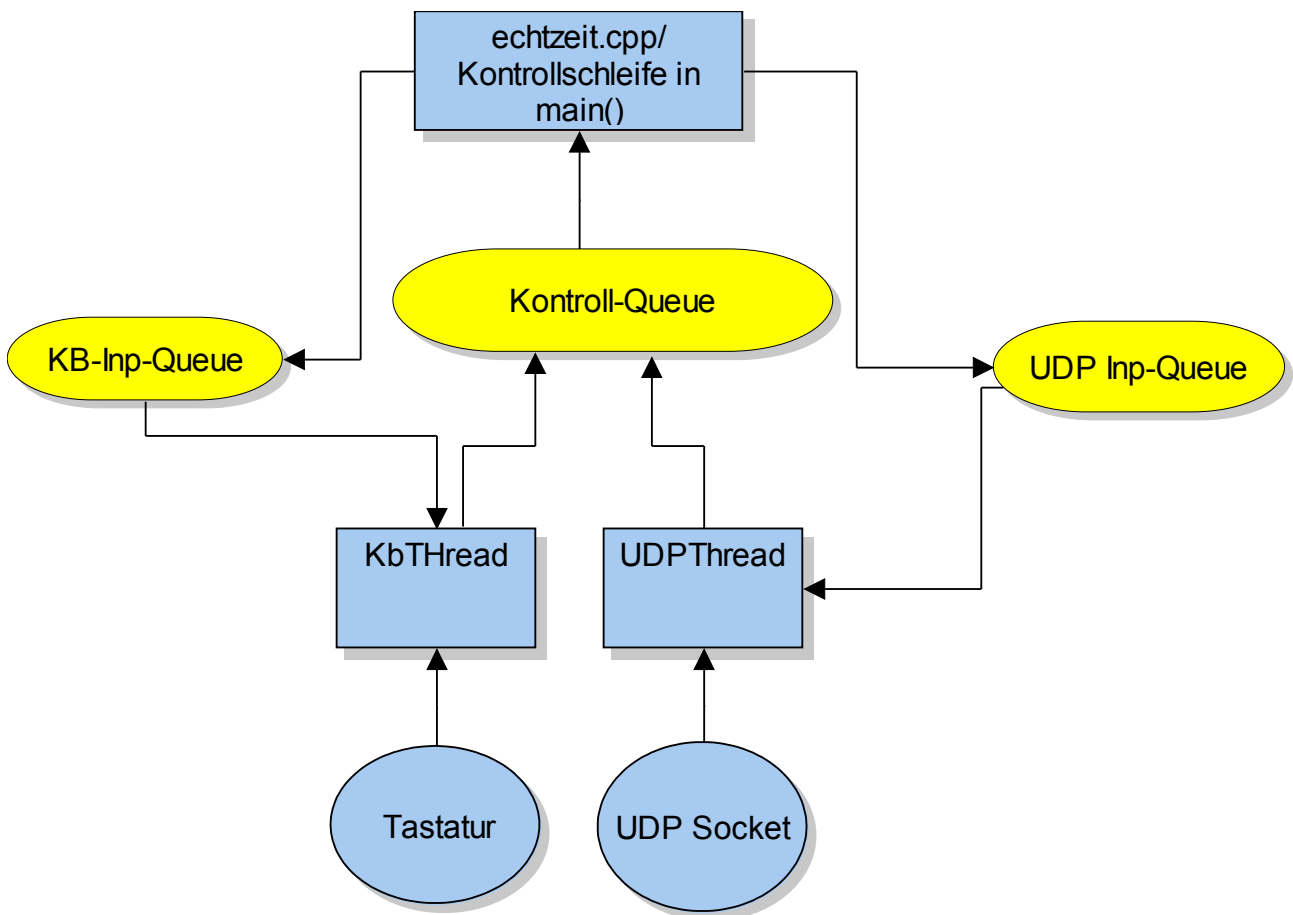 echtzeit.cpp/
Kontrollschleife in
main()
Kontroll-Queue
KB-Inp-Queue
UDP Inp-Queue
KbTHread
UDPThread
Tastatur
UDP Socket